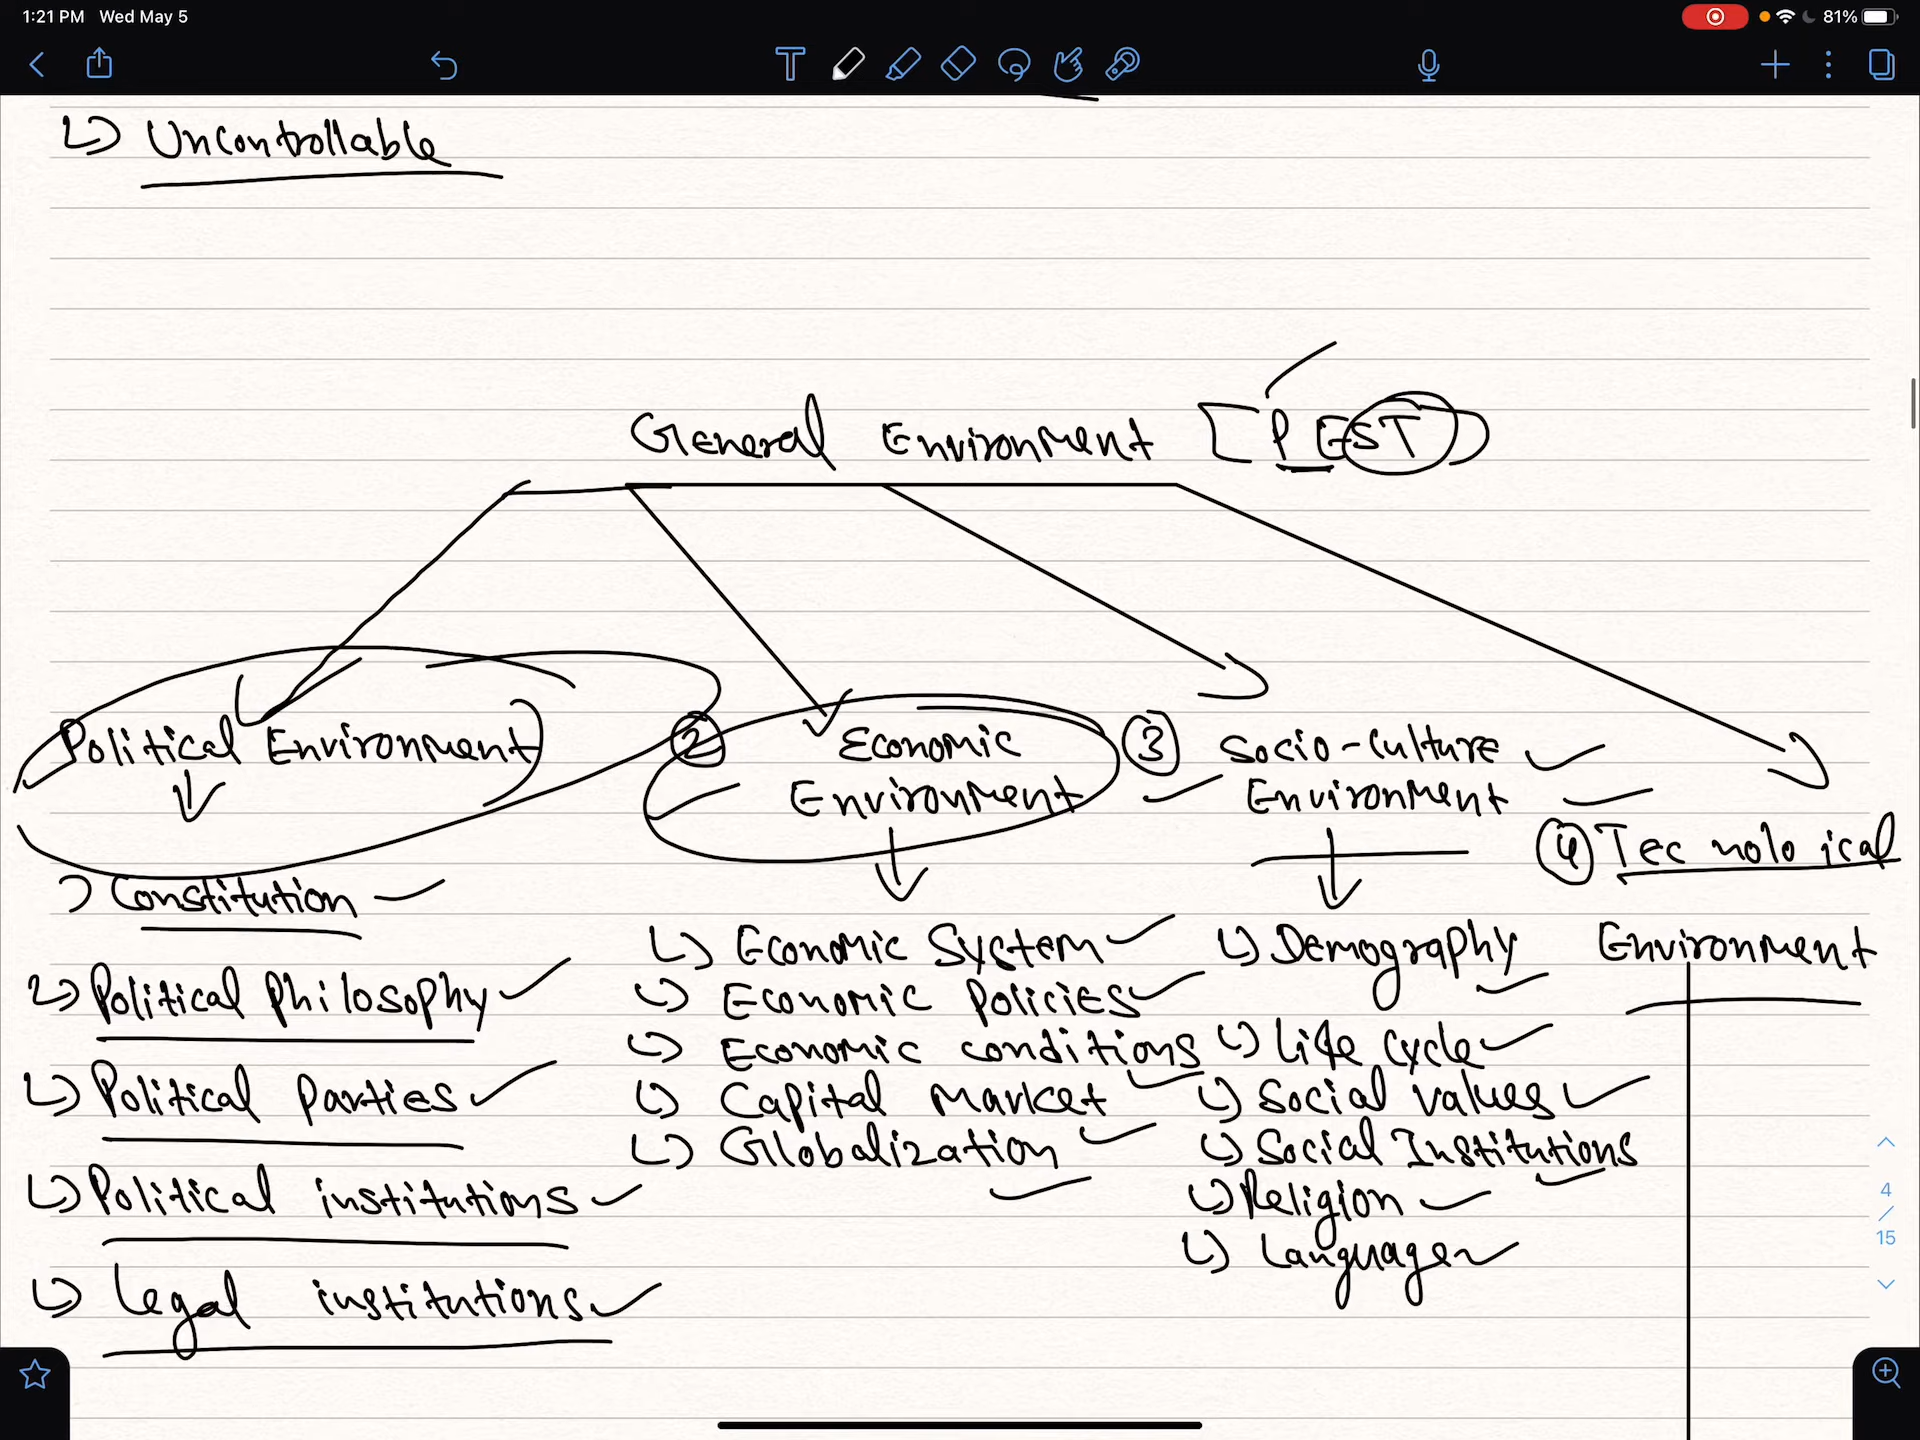 1:21 PM Wed May 5
81%
↳ Uncontrollable
General Environment [PEST]
Political Environment
② Economic Environment
③ Socio-culture Environment
④ Tec nolo ical Environment
Constitution
Political Philosophy
Political Parties
Political institutions
Legal institutions
Economic System
Economic Policies
Economic conditions
Capital Market
Globalization
Demography
Life cycle
Social values
Social Institutions
Religion
Language
4
/
15